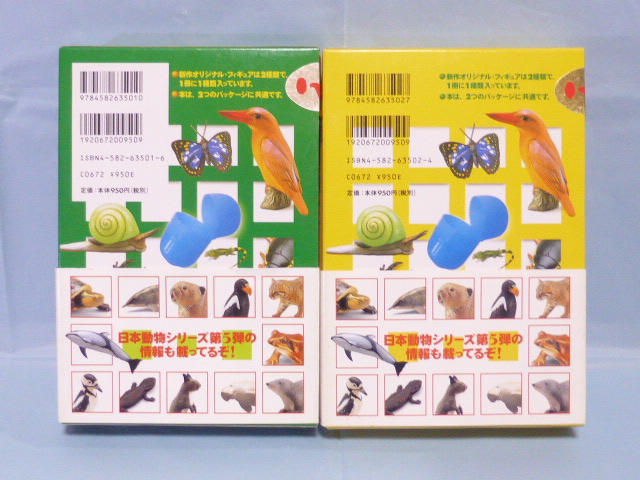 ●新作オリジナル・フィギュアは2種類で、
1冊に1種類入っています。
●本は、2つのパッケージに共通です。
9784582635010
1920672009509
ISBN4-582-63501-6
C0672 ¥950E
定価：本体950円(税別)
日本動物シリーズ第5弾の
情報も載ってるぞ!
●新作オリジナル・フィギュアは2種類で、
1冊に1種類入っています。
●本は、2つのパッケージに共通です。
9784582635027
1920672009509
ISBN4-582-63502-4
C0672 ¥950E
定価：本体950円(税別)
日本動物シリーズ第5弾の
情報も載ってるぞ!